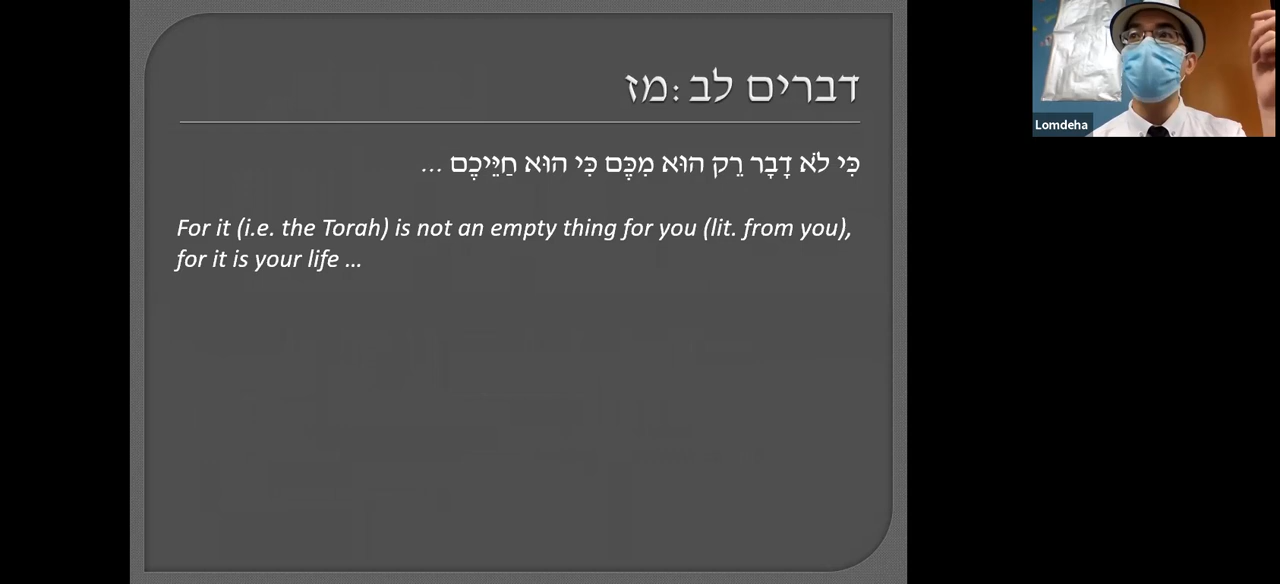 דברים לב:מז
כִּי לֹא דָבָר רֵק הוּא מִכֶּם כִּי הוּא חַיֵּיכֶם ...
For it (i.e. the Torah) is not an empty thing for you (lit. from you),
for it is your life ...
Lomdeha